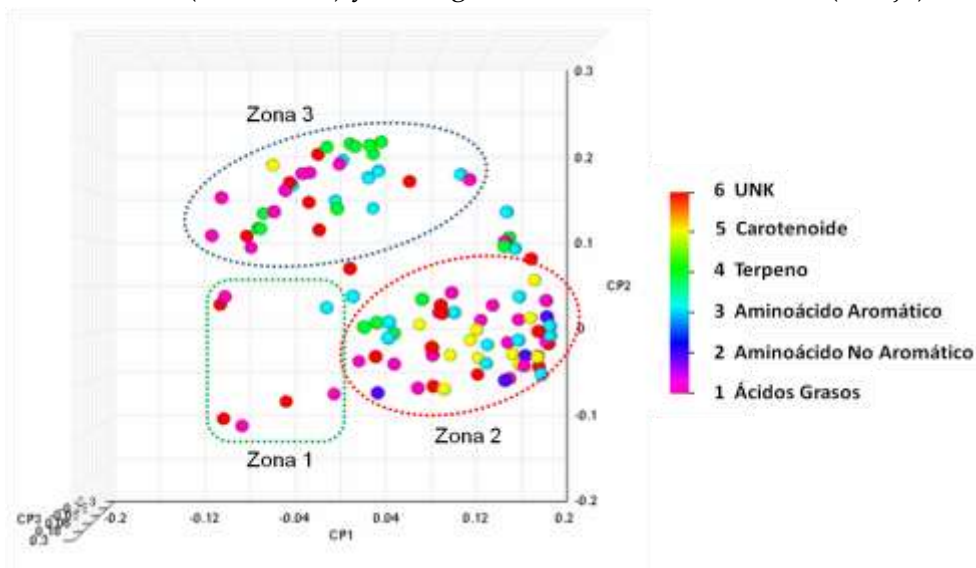 Zona 3
Zona 1
Zona 2
0.3
0.2
0.1
CP2
0
-0.1
-0.2
-0.2
-0.12
-0.04
0.04
0.12
0.2
CP1
CP3
0.3
6 UNK
5 Carotenoide
4 Terpeno
3 Aminoácido Aromático
2 Aminoácido No Aromático
1 Ácidos Grasos